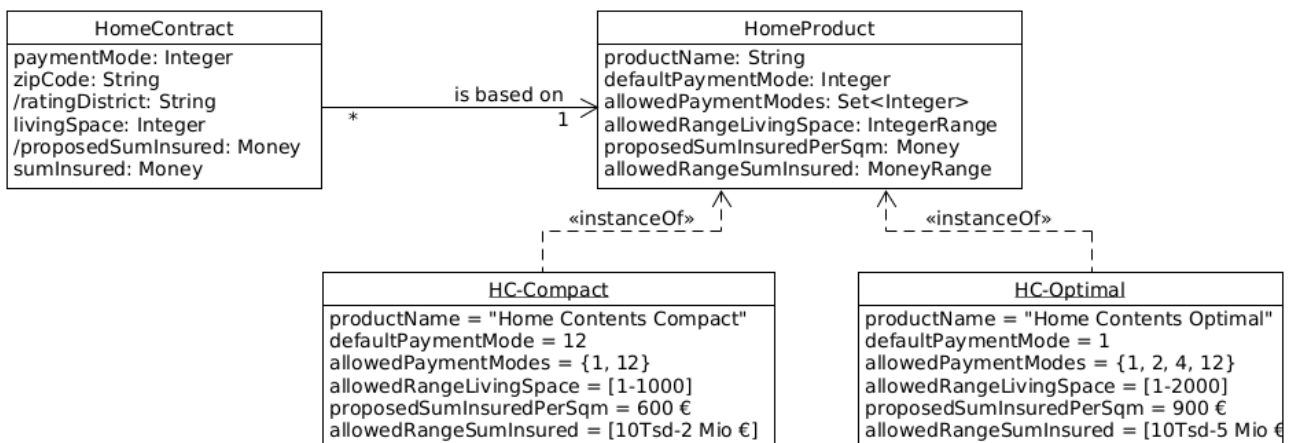 HomeContract
paymentMode: Integer
zipCode: String
/ratingDistrict: String
livingSpace: Integer
/proposedSumInsured: Money
sumInsured: Money
is based on
*
1
HomeProduct
productName: String
defaultPaymentMode: Integer
allowedPaymentModes: Set<Integer>
allowedRangeLivingSpace: IntegerRange
proposedSumInsuredPerSqm: Money
allowedRangeSumInsured: MoneyRange
«instanceOf»
«instanceOf»
HC-Compact
productName = "Home Contents Compact"
defaultPaymentMode = 12
allowedPaymentModes = {1, 12}
allowedRangeLivingSpace = [1-1000]
proposedSumInsuredPerSqm = 600 €
allowedRangeSumInsured = [10Tsd-2 Mio €]
HC-Optimal
productName = "Home Contents Optimal"
defaultPaymentMode = 1
allowedPaymentModes = {1, 2, 4, 12}
allowedRangeLivingSpace = [1-2000]
proposedSumInsuredPerSqm = 900 €
allowedRangeSumInsured = [10Tsd-5 Mio €